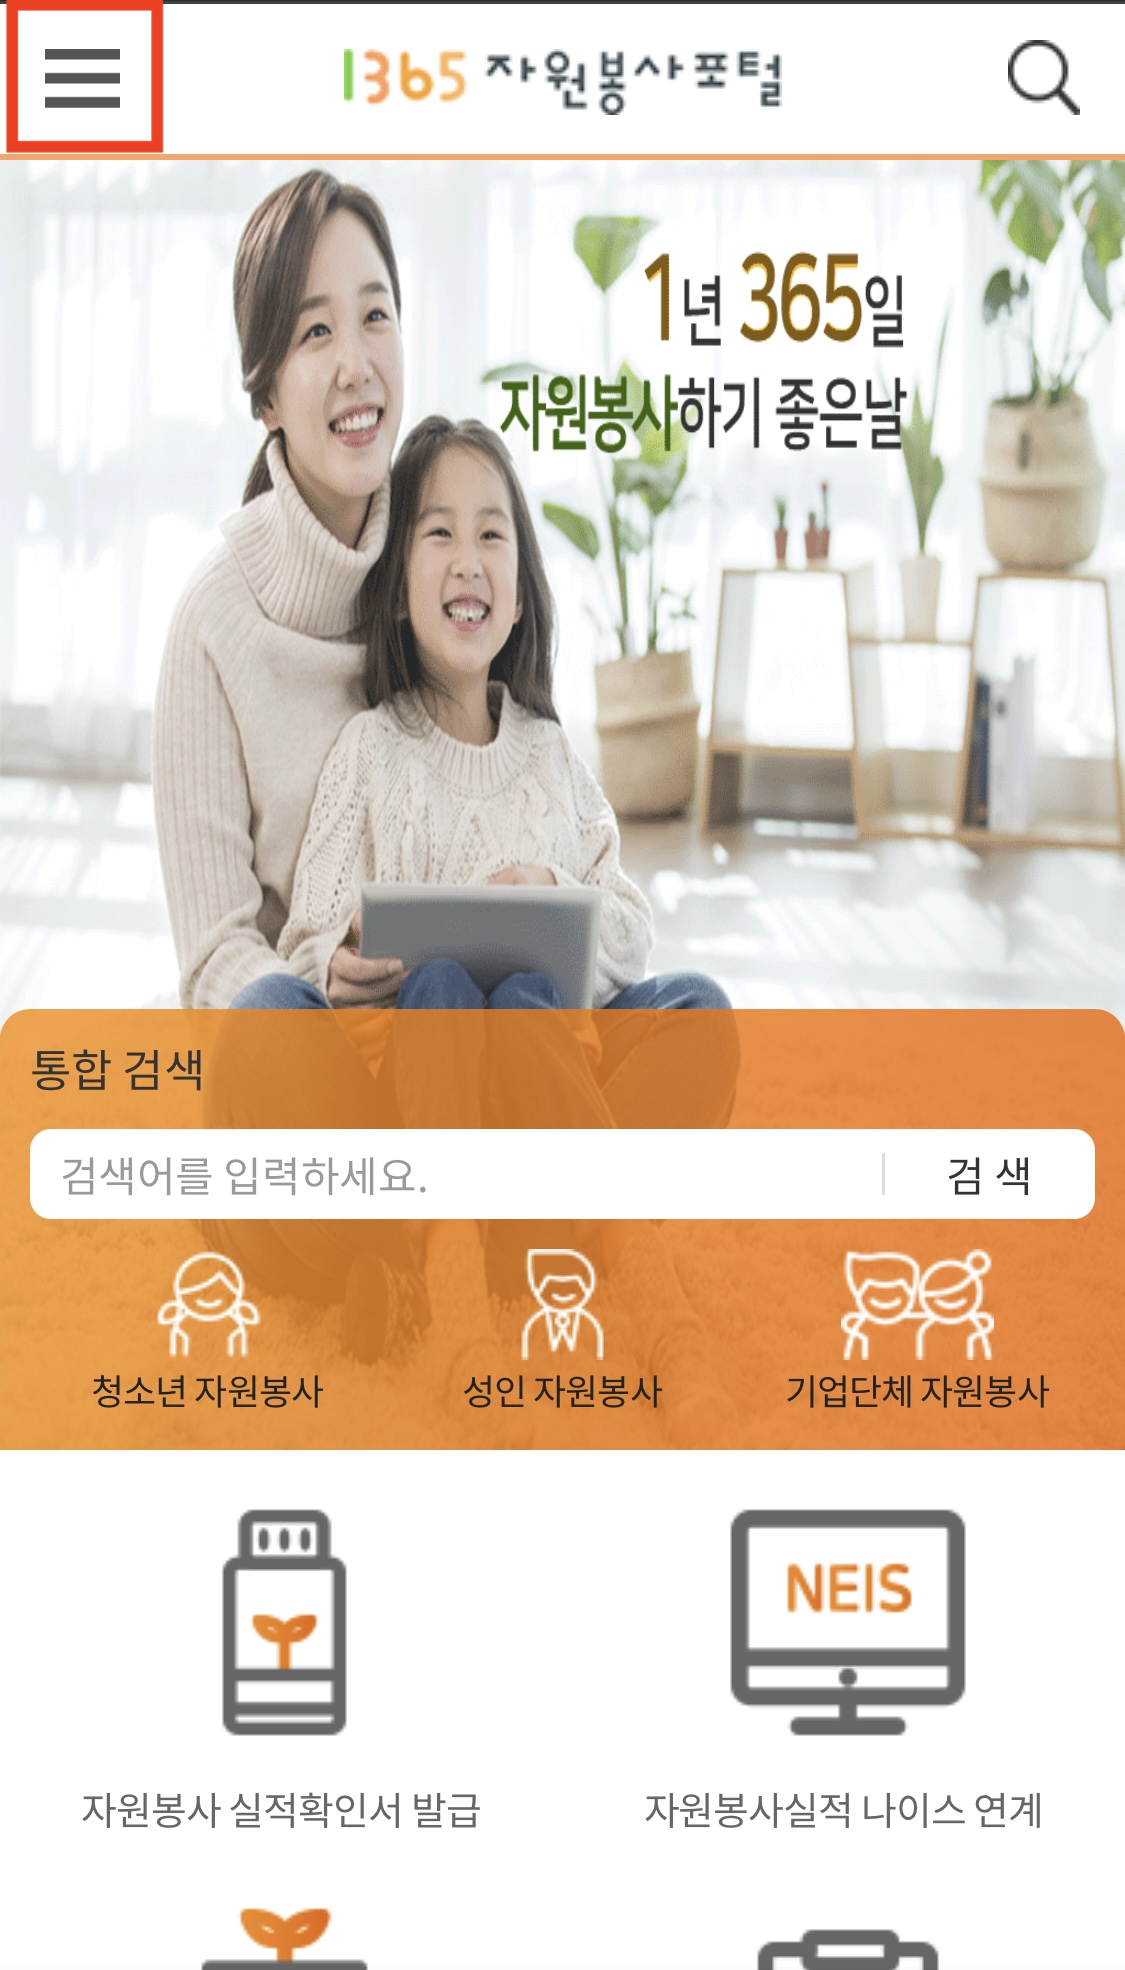 1365 자원봉사포털
1년 365일
자원봉사하기 좋은날
통합 검색
검색어를 입력하세요.
검 색
청소년 자원봉사
성인 자원봉사
기업단체 자원봉사
NEIS
자원봉사 실적확인서 발급
자원봉사실적 나이스 연계